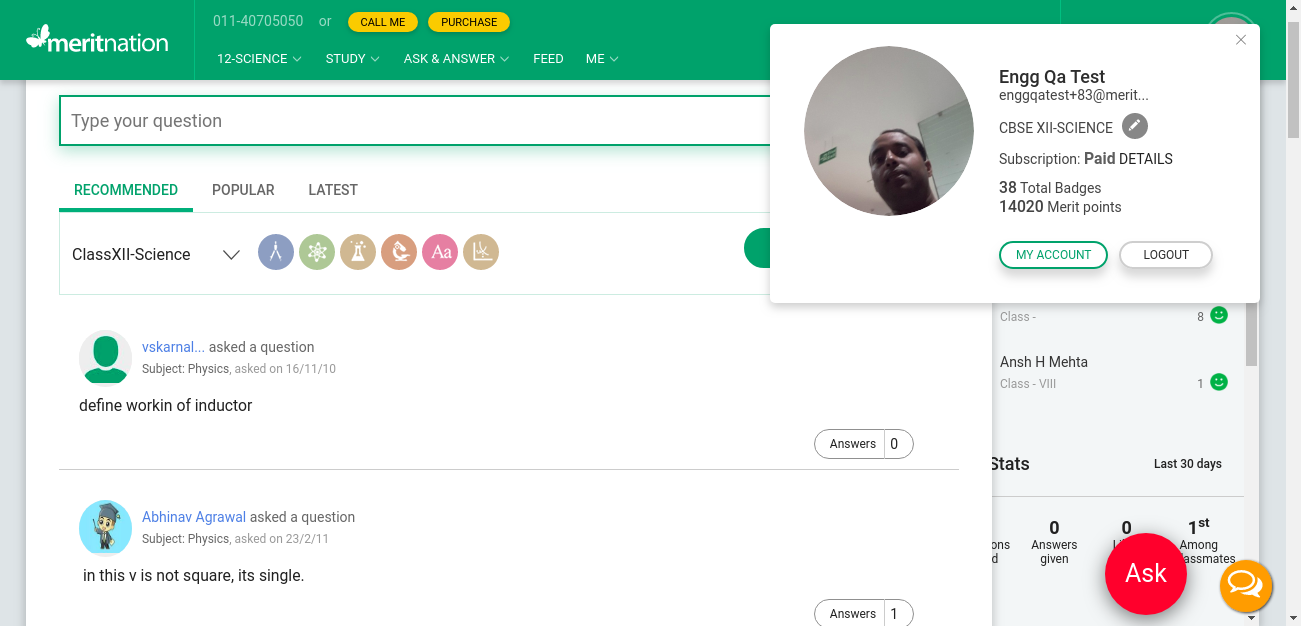 meritnation
011-40705050 or CALL ME PURCHASE
12-SCIENCE STUDY ASK & ANSWER FEED ME
Type your question
RECOMMENDED POPULAR LATEST
ClassXII-Science
Aa
Engg Qa Test
enggqatest+83@merit...
CBSE XII-SCIENCE
Subscription: Paid DETAILS
38 Total Badges
14020 Merit points
MY ACCOUNT LOGOUT
vskarnal... asked a question
Subject: Physics, asked on 16/11/10
define workin of inductor
Answers 0
Abhinav Agrawal asked a question
Subject: Physics, asked on 23/2/11
in this v is not square, its single.
Answers 1
Class - 8
Ansh H Mehta
Class - VIII 1
Stats Last 30 days
0 0 1st
Answers Among
given
Ask